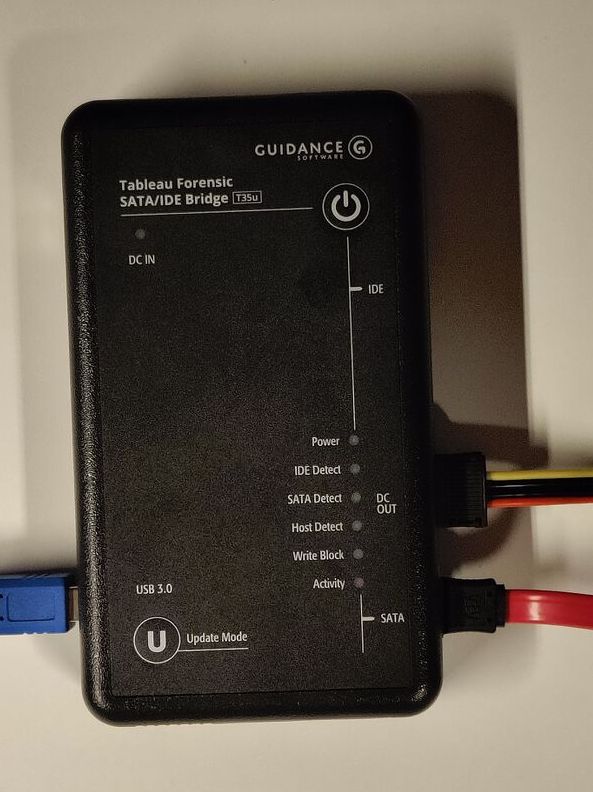 GUIDANCE G
SOFTWARE
Tableau Forensic
SATA/IDE Bridge T35u
DC IN
IDE
Power
IDE Detect
SATA Detect
DC
OUT
Host Detect
Write Block
Activity
USB 3.0
SATA
U Update Mode